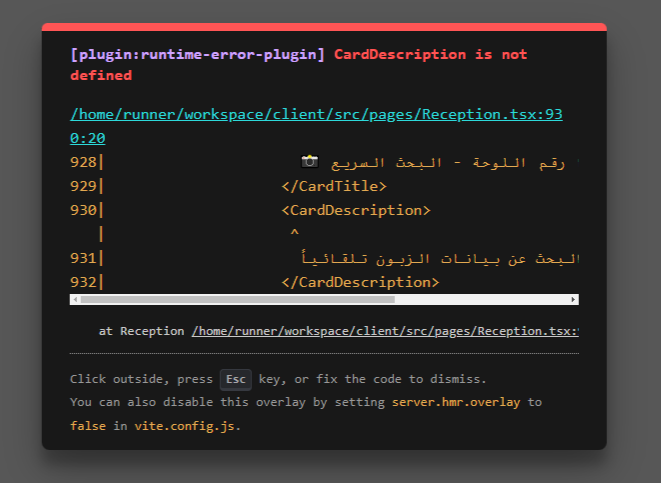 [plugin:runtime-error-plugin] CardDescription is not
defined
/home/runner/workspace/client/src/pages/Reception.tsx:93
0:20
928| 📷 رقم اللوحة - البحث السريع
929| </CardTitle>
930| <CardDescription>
| ^
931| البحث عن بيانات الزبون تلقائياً
932| </CardDescription>
at Reception /home/runner/workspace/client/src/pages/Reception.tsx:
Click outside, press Esc key, or fix the code to dismiss.
You can also disable this overlay by setting server.hmr.overlay to
false in vite.config.js.